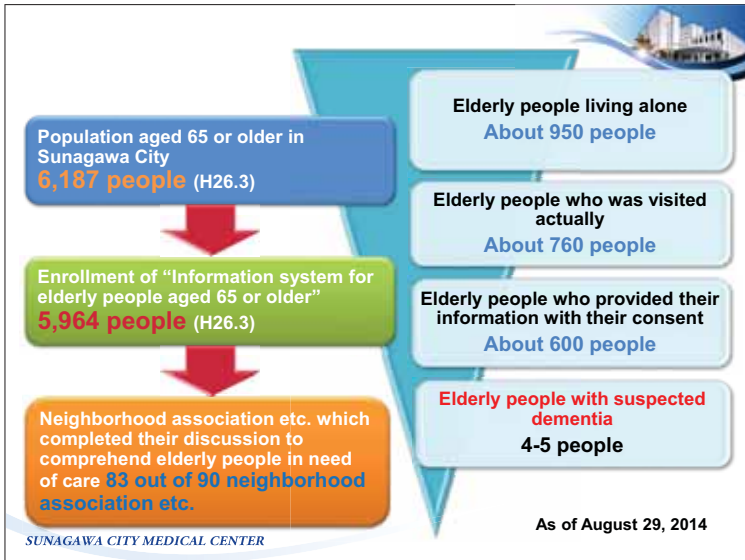 Population aged 65 or older in
Sunagawa City
6,187 people (H26.3)
Enrollment of “Information system for
elderly people aged 65 or older”
5,964 people (H26.3)
Neighborhood association etc. which
completed their discussion to
comprehend elderly people in need
of care 83 out of 90 neighborhood
association etc.
Elderly people living alone
About 950 people
Elderly people who was visited
actually
About 760 people
Elderly people who provided their
information with their consent
About 600 people
Elderly people with suspected
dementia
4-5 people
As of August 29, 2014
SUNAGAWA CITY MEDICAL CENTER